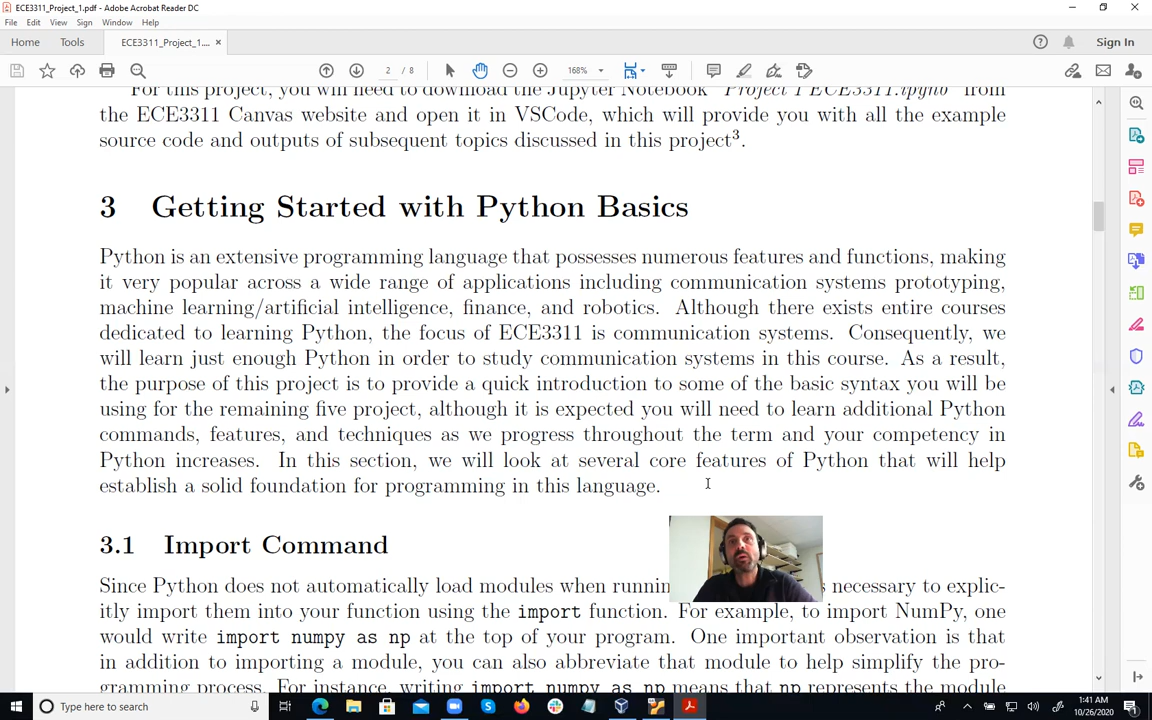 ECE3311_Project_1.pdf - Adobe Acrobat Reader DC
File Edit View Sign Window Help
Home Tools ECE3311_Project_1.... × Sign In
2 / 8 168%
For this project, you will need to download the Jupyter Notebook "Project 1 ECE3311.ipynb" from
the ECE3311 Canvas website and open it in VSCode, which will provide you with all the example
source code and outputs of subsequent topics discussed in this project3.
3 Getting Started with Python Basics
Python is an extensive programming language that possesses numerous features and functions, making
it very popular across a wide range of applications including communication systems prototyping,
machine learning/artificial intelligence, finance, and robotics. Although there exists entire courses
dedicated to learning Python, the focus of ECE3311 is communication systems. Consequently, we
will learn just enough Python in order to study communication systems in this course. As a result,
the purpose of this project is to provide a quick introduction to some of the basic syntax you will be
using for the remaining five project, although it is expected you will need to learn additional Python
commands, features, and techniques as we progress throughout the term and your competency in
Python increases. In this section, we will look at several core features of Python that will help
establish a solid foundation for programming in this language.
3.1 Import Command
Since Python does not automatically load modules when runnin s necessary to explic-
itly import them into your function using the import function. For example, to import NumPy, one
would write import numpy as np at the top of your program. One important observation is that
in addition to importing a module, you can also abbreviate that module to help simplify the pro-
gramming process. For instance, writing import numpy as np means that np represents the module
Type here to search
1:41 AM
10/26/2020